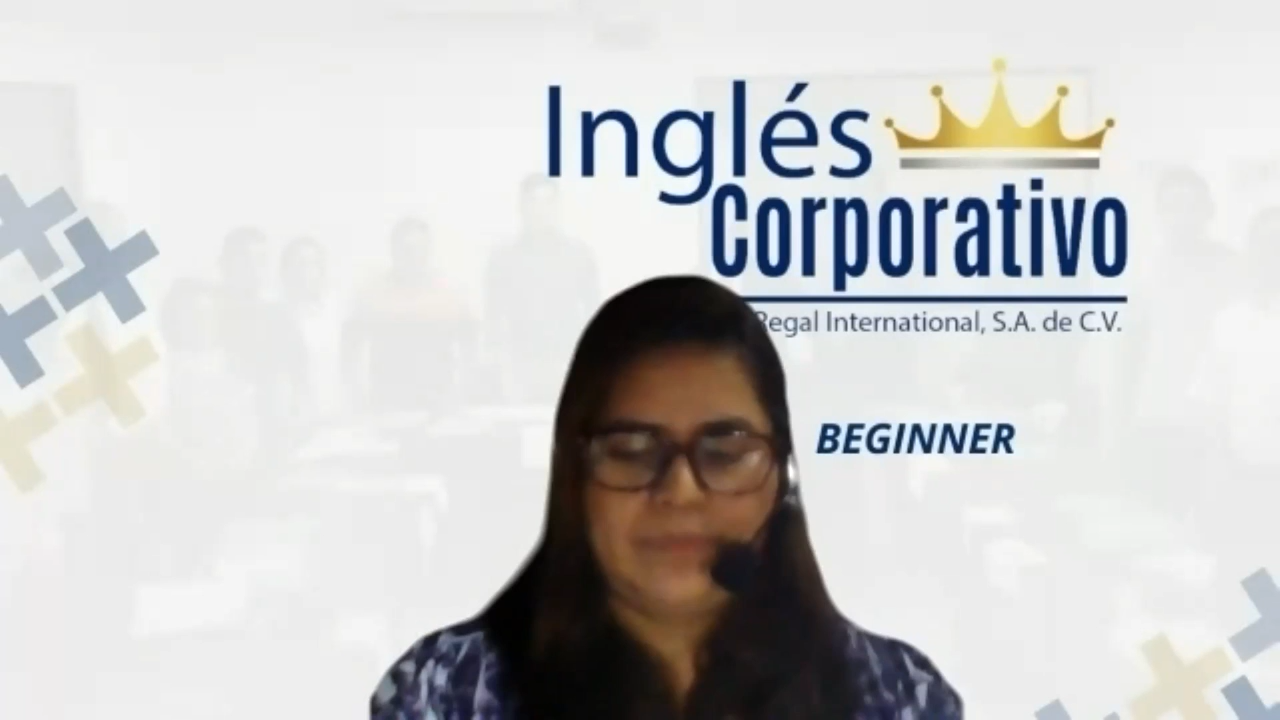 Inglés
Corporativo
Regal International, S.A. de C.V.
BEGINNER